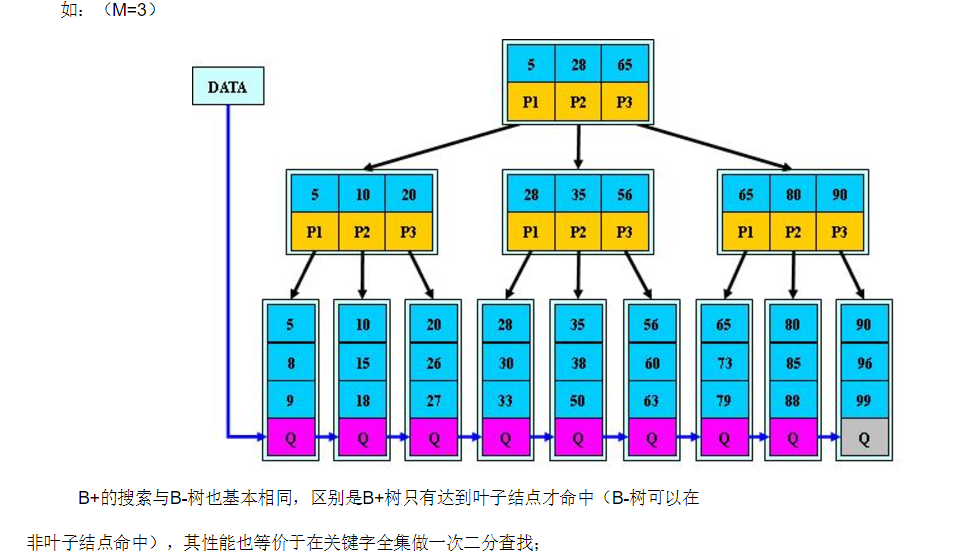 如：（M=3）
5 28 65
DATA
P1 P2 P3
5 10 20 28 35 56 65 80 90
P1 P2 P3 P1 P2 P3 P1 P2 P3
5 10 20 28 35 56 65 80 90
8 15 26 30 38 60 73 85 96
9 18 27 33 50 63 79 88 99
Q Q Q Q Q Q Q Q Q
B+的搜索与B-树也基本相同，区别是B+树只有达到叶子结点才命中（B-树可以在
非叶子结点命中），其性能也等价于在关键字全集做一次二分查找；